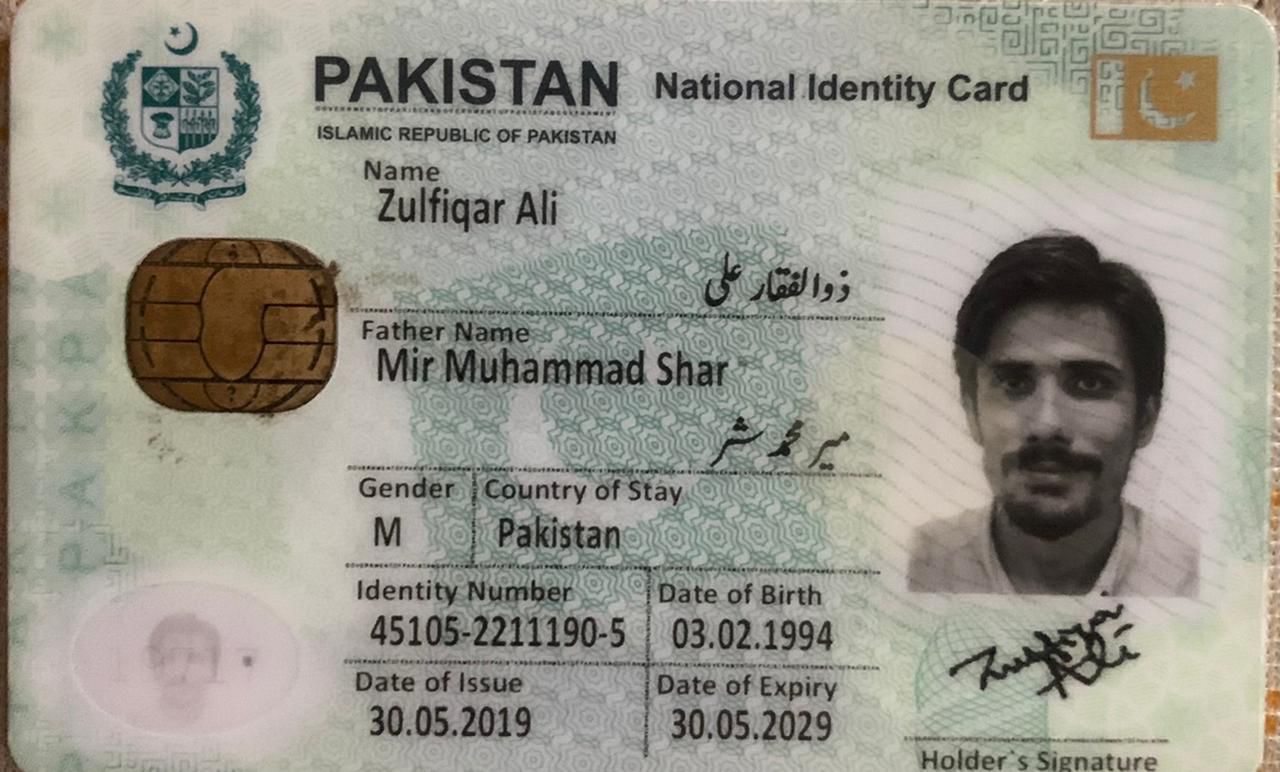 PAKISTAN National Identity Card
ISLAMIC REPUBLIC OF PAKISTAN
Name
Zulfiqar Ali
ذوالفقار علی
Father Name
Mir Muhammad Shar
میر محمد شر
Gender Country of Stay
M Pakistan
Identity Number Date of Birth
45105-2211190-5 03.02.1994
Date of Issue Date of Expiry
30.05.2019 30.05.2029
Zulfiqar Ali
Holder`s Signature
PAK PA